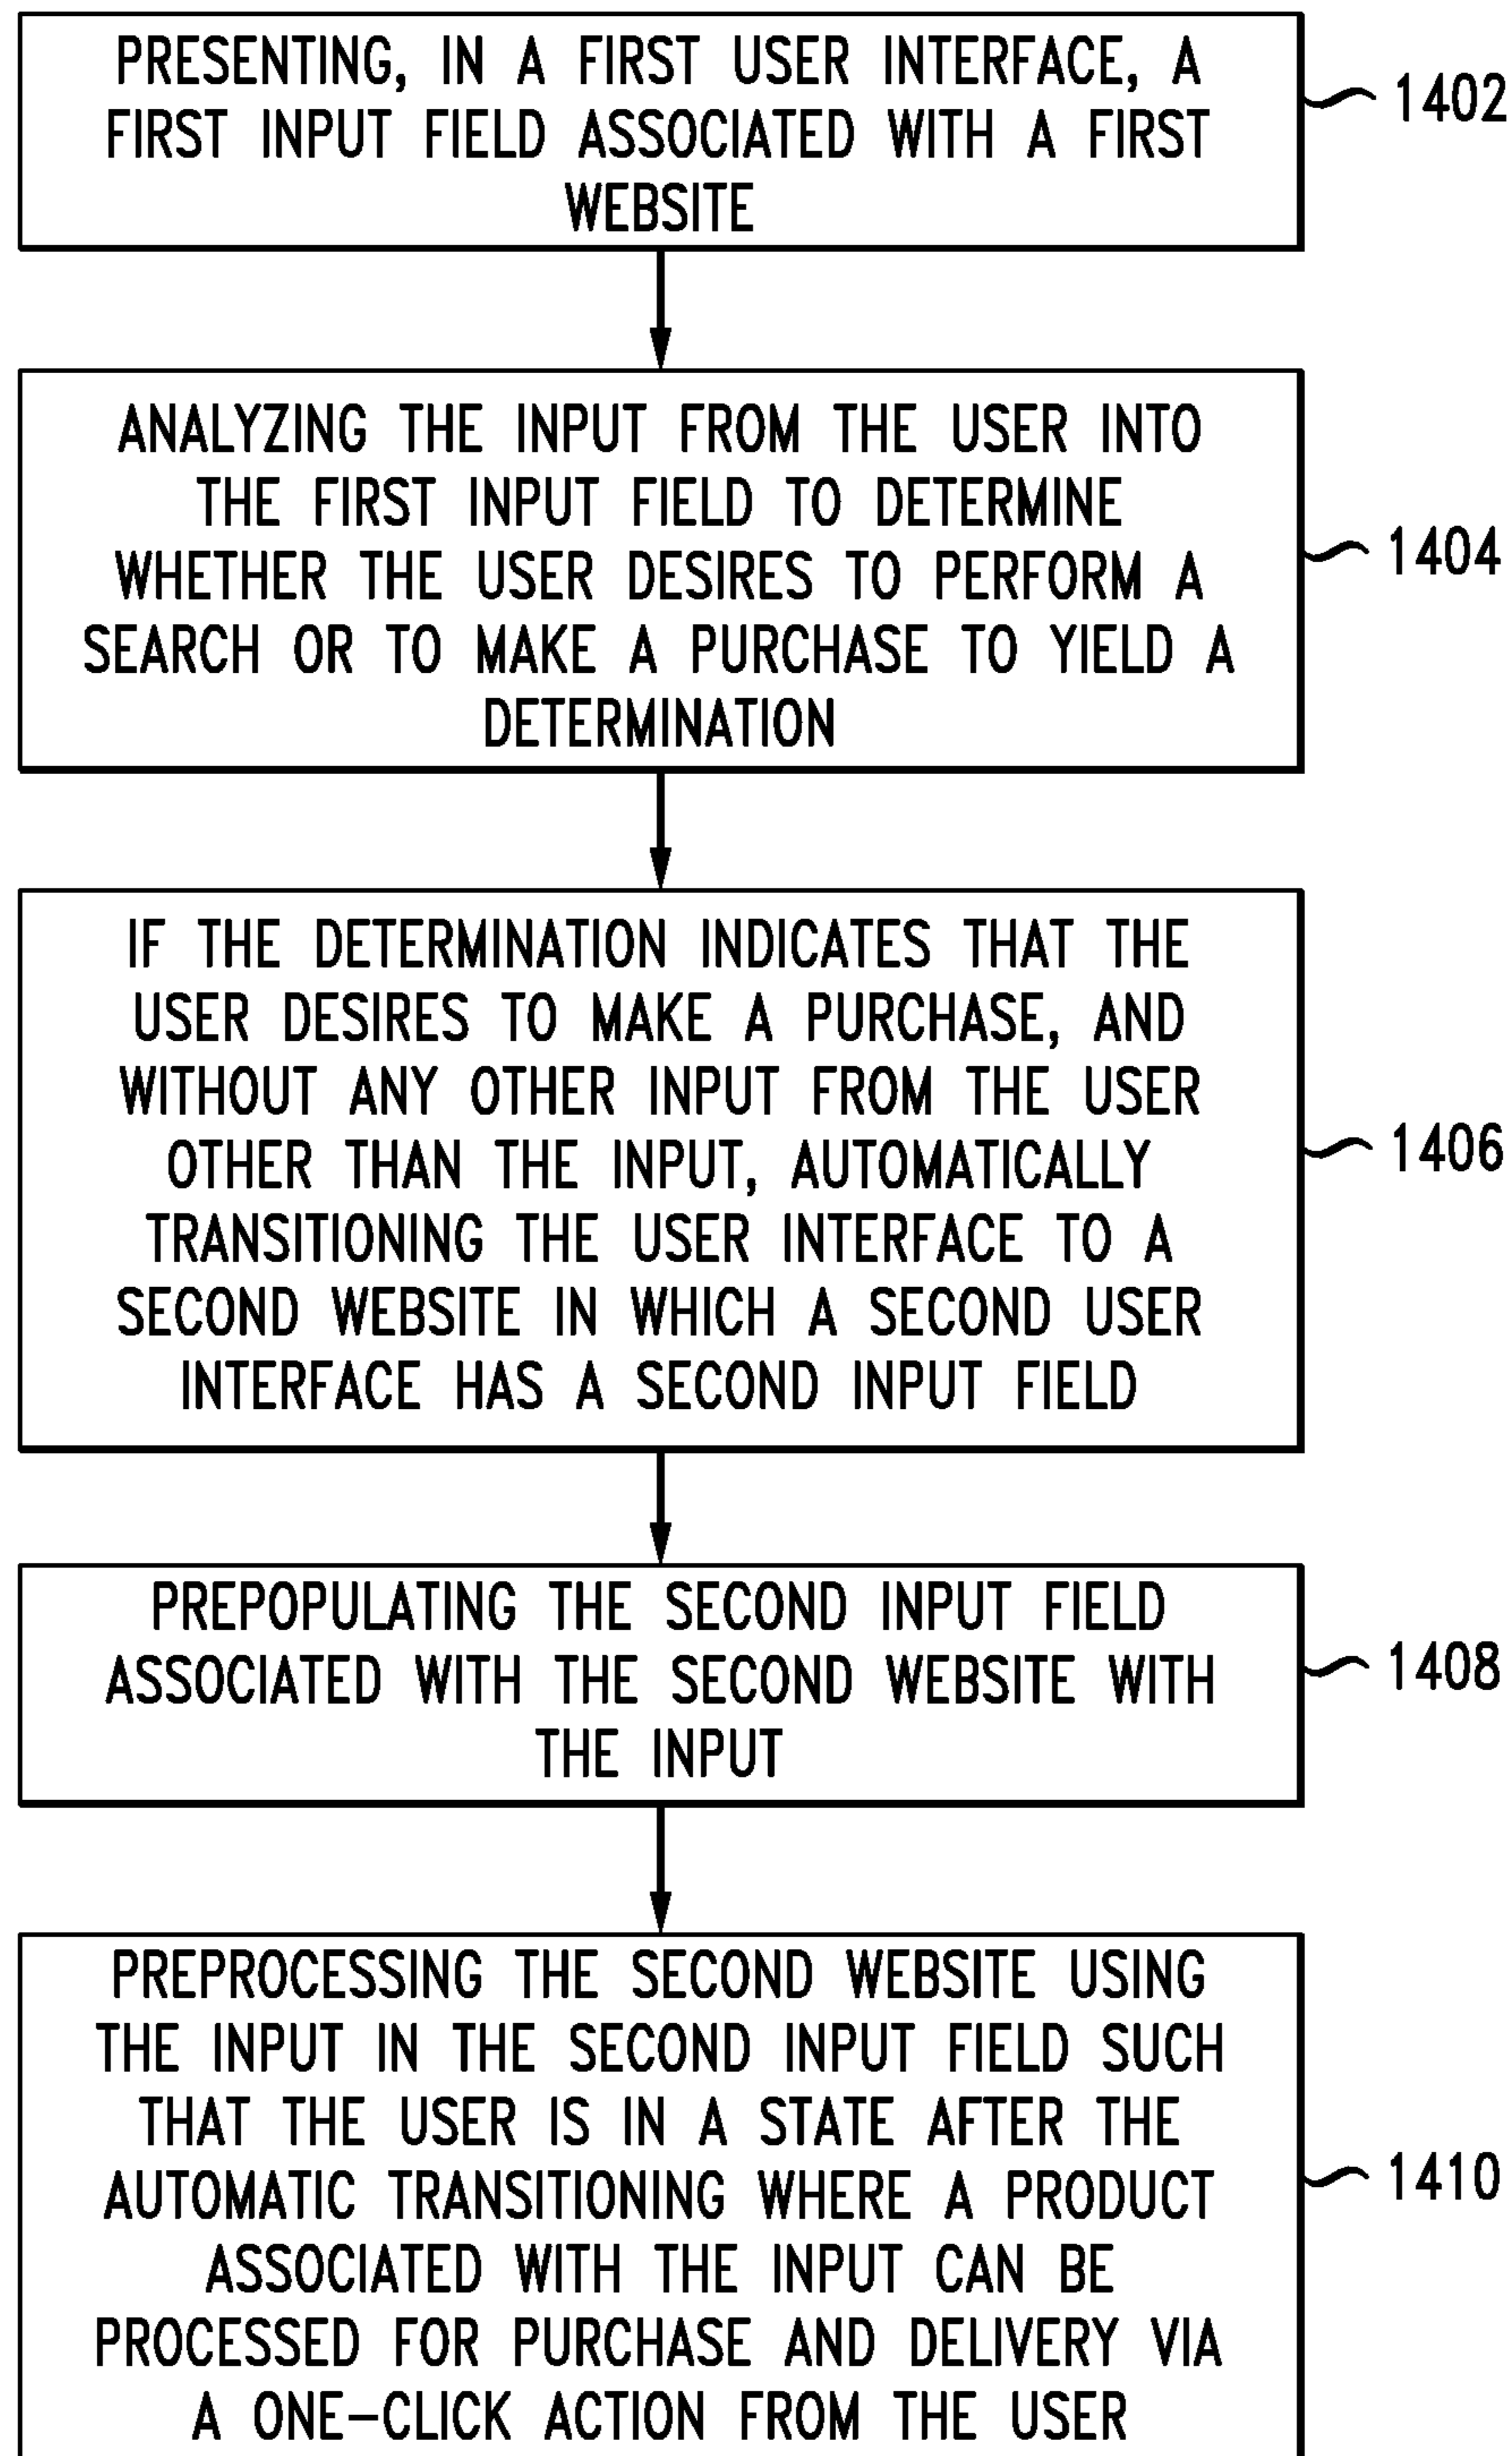 PRESENTING, IN A FIRST USER INTERFACE, A
FIRST INPUT FIELD ASSOCIATED WITH A FIRST
WEBSITE
1402
ANALYZING THE INPUT FROM THE USER INTO
THE FIRST INPUT FIELD TO DETERMINE
WHETHER THE USER DESIRES TO PERFORM A
SEARCH OR TO MAKE A PURCHASE TO YIELD A
DETERMINATION
1404
IF THE DETERMINATION INDICATES THAT THE
USER DESIRES TO MAKE A PURCHASE, AND
WITHOUT ANY OTHER INPUT FROM THE USER
OTHER THAN THE INPUT, AUTOMATICALLY
TRANSITIONING THE USER INTERFACE TO A
SECOND WEBSITE IN WHICH A SECOND USER
INTERFACE HAS A SECOND INPUT FIELD
1406
PREPOPULATING THE SECOND INPUT FIELD
ASSOCIATED WITH THE SECOND WEBSITE WITH
THE INPUT
1408
PREPROCESSING THE SECOND WEBSITE USING
THE INPUT IN THE SECOND INPUT FIELD SUCH
THAT THE USER IS IN A STATE AFTER THE
AUTOMATIC TRANSITIONING WHERE A PRODUCT
ASSOCIATED WITH THE INPUT CAN BE
PROCESSED FOR PURCHASE AND DELIVERY VIA
A ONE-CLICK ACTION FROM THE USER
1410